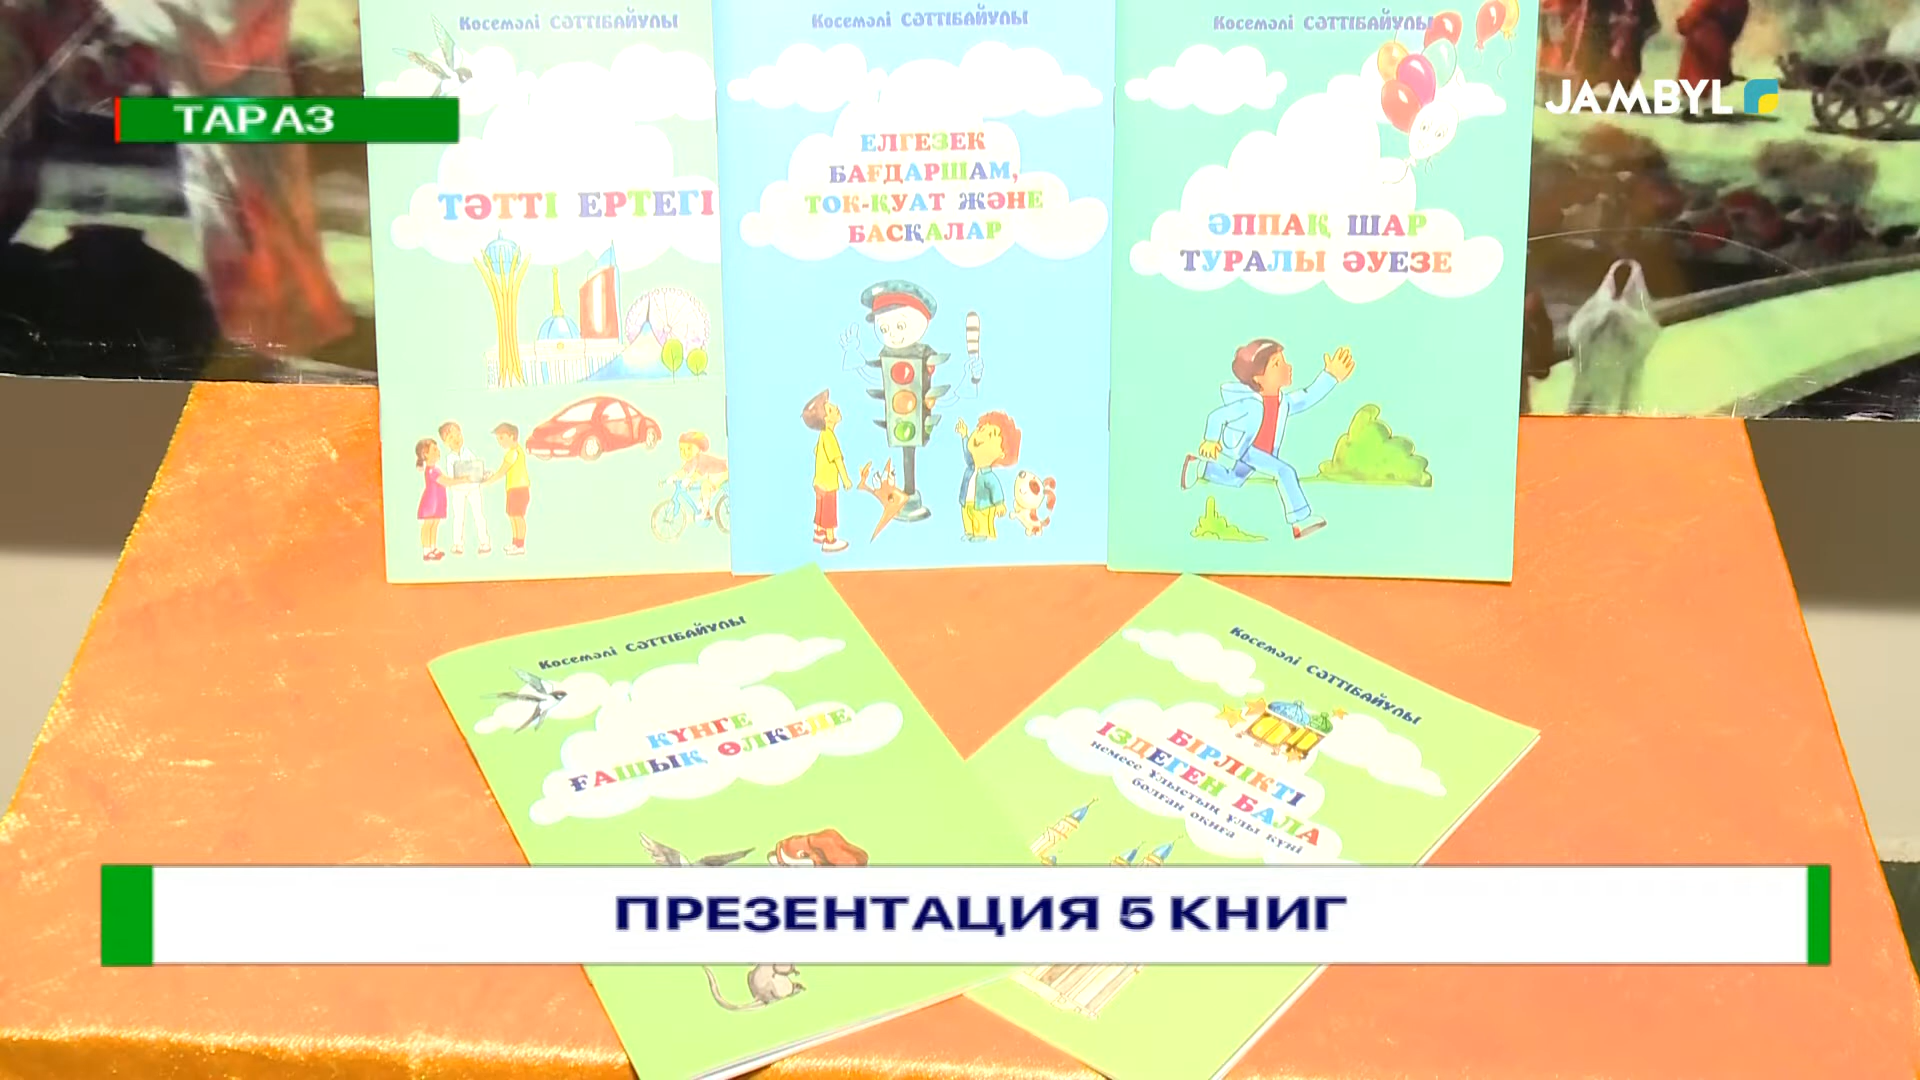 Көсемәлі СӘТТІБАЙҰЛЫ
Көсемәлі СӘТТІБАЙҰЛЫ
Көсемәлі СӘТТІБАЙҰЛЫ
ТАРАЗ
JAMBYL
ТӘТТІ ЕРТЕГІ
ЕЛГЕЗЕК
БАҒДАРШАМ,
ТОК-ҚУАТ ЖӘНЕ
БАСҚАЛАР
ӘППАҚ ШАР
ТУРАЛЫ ӘУЕЗЕ
Көсемәлі СӘТТІБАЙҰЛЫ
КҮНГЕ
ҒАШЫҚ ӨЛКЕДЕ
Көсемәлі СӘТТІБАЙҰЛЫ
БІРЛІКТІ
ІЗДЕГЕН БАЛА
немесе ұлыстың ұлы күні
болған оқиға
ПРЕЗЕНТАЦИЯ 5 КНИГ